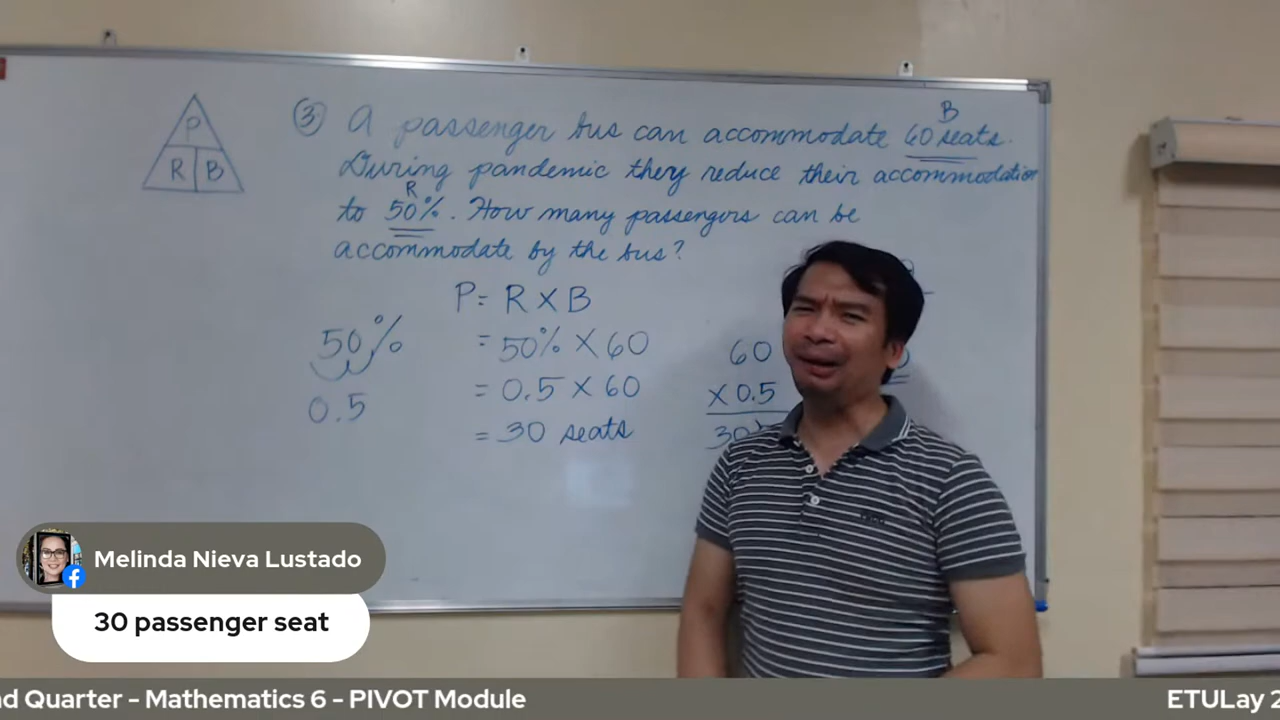 P
R B
③ A passenger bus can accommodate 60 seats.
B
During pandemic they reduce their accommodation
R
to 50%. How many passengers can be
accommodate by the bus?
P = R X B
50%
= 50% X 60
0.5
= 0.5 X 60
= 30 seats
60
X 0.5
30
Melinda Nieva Lustado
30 passenger seat
nd Quarter - Mathematics 6 - PIVOT Module
ETULay 2